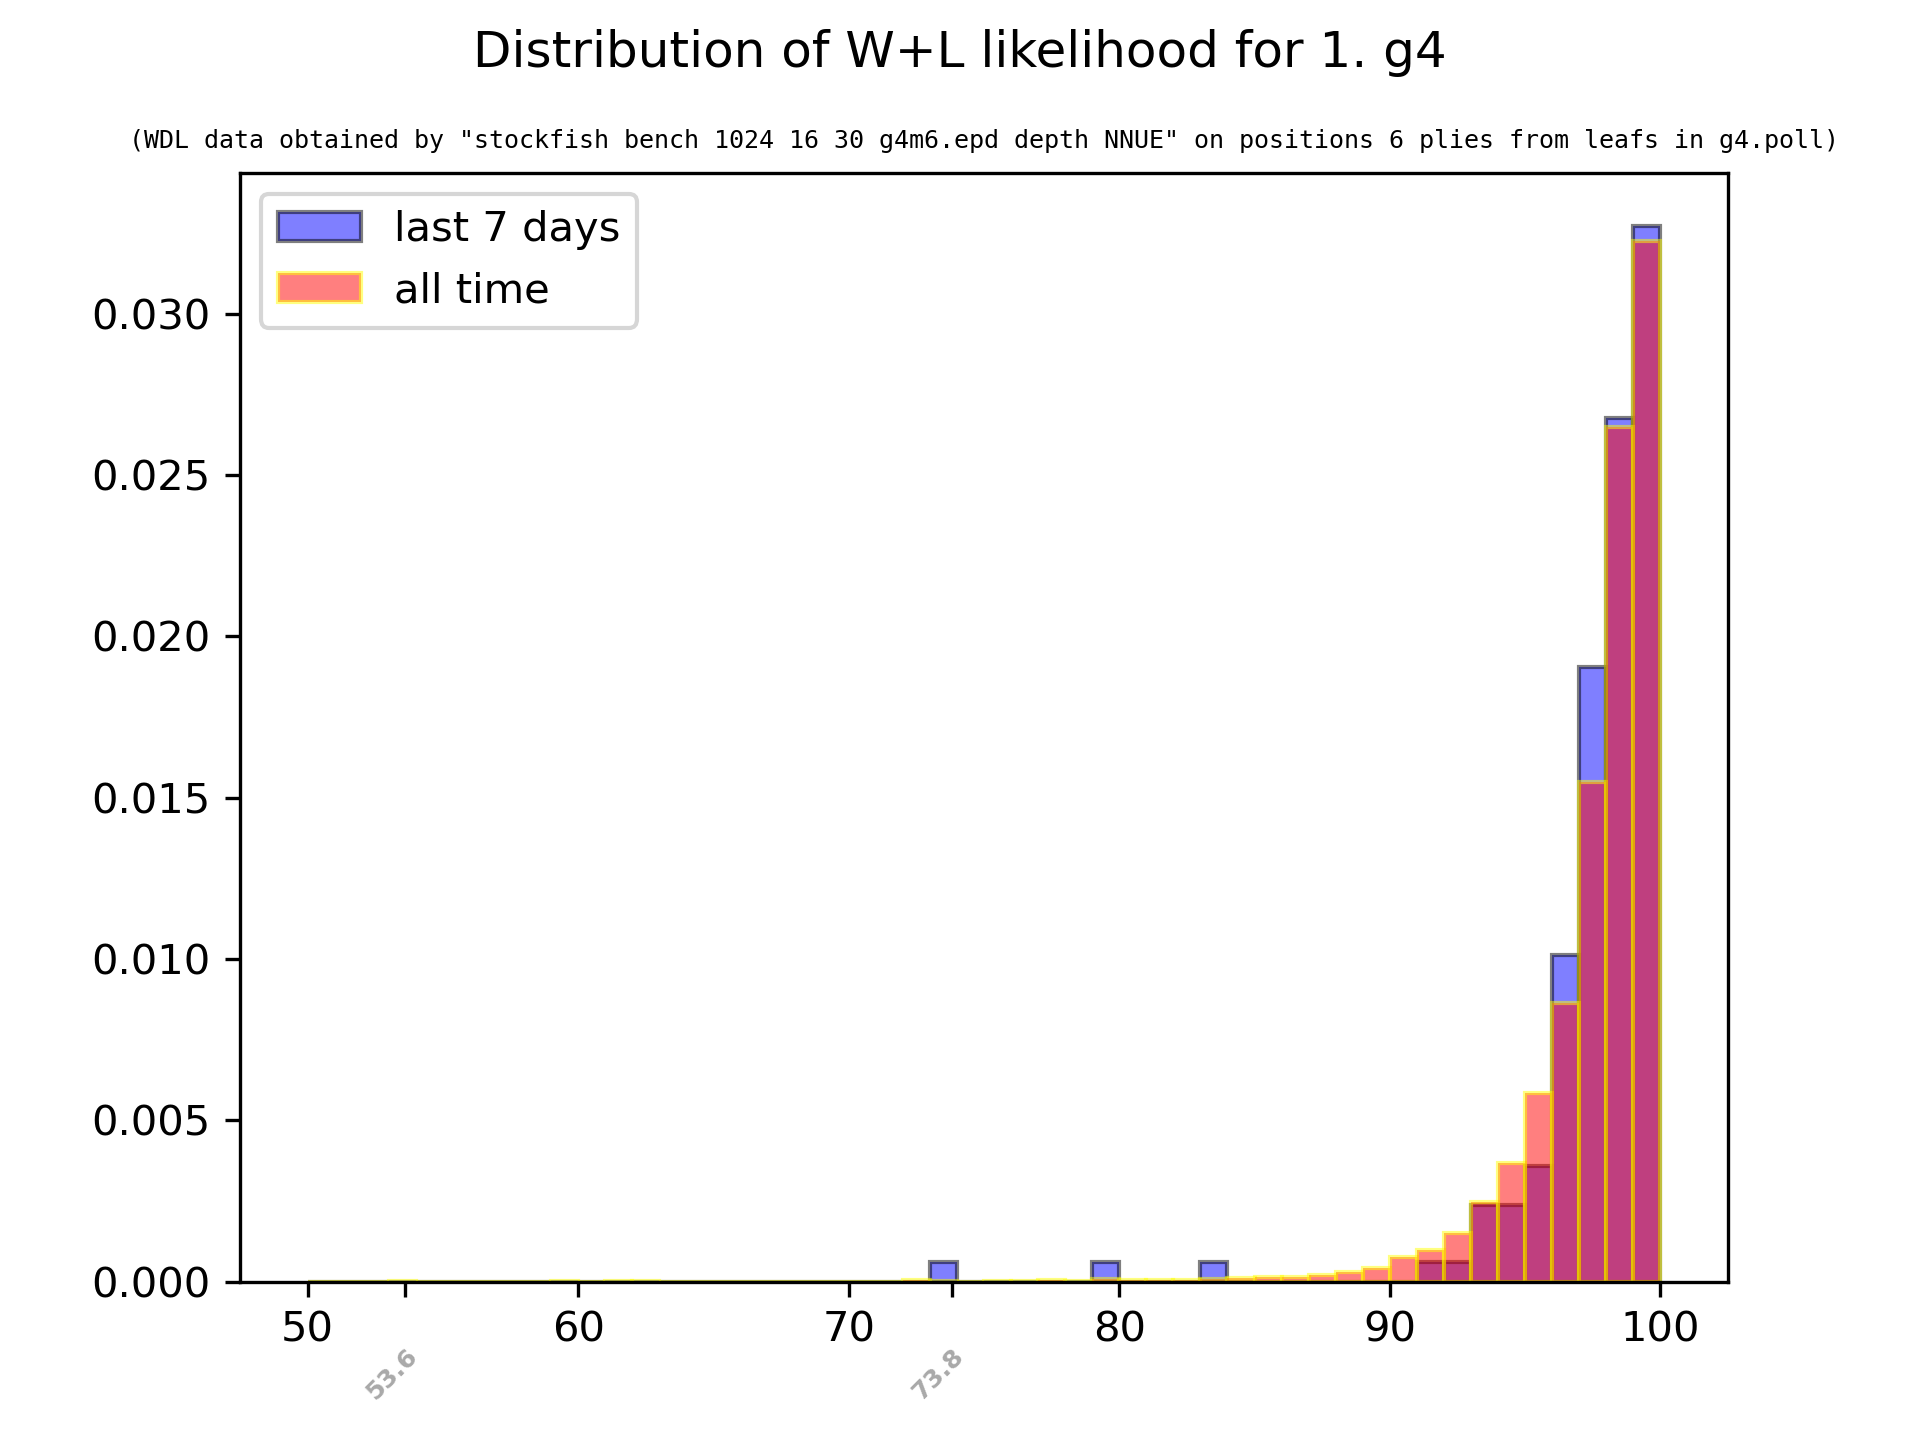 Distribution of W+L likelihood for 1. g4
(WDL data obtained by "stockfish bench 1024 16 30 g4m6.epd depth NNUE" on positions 6 plies from leafs in g4.poll)
last 7 days
all time
0.030
0.025
0.020
0.015
0.010
0.005
0.000
50 60 70 80 90 100
53.6 73.8